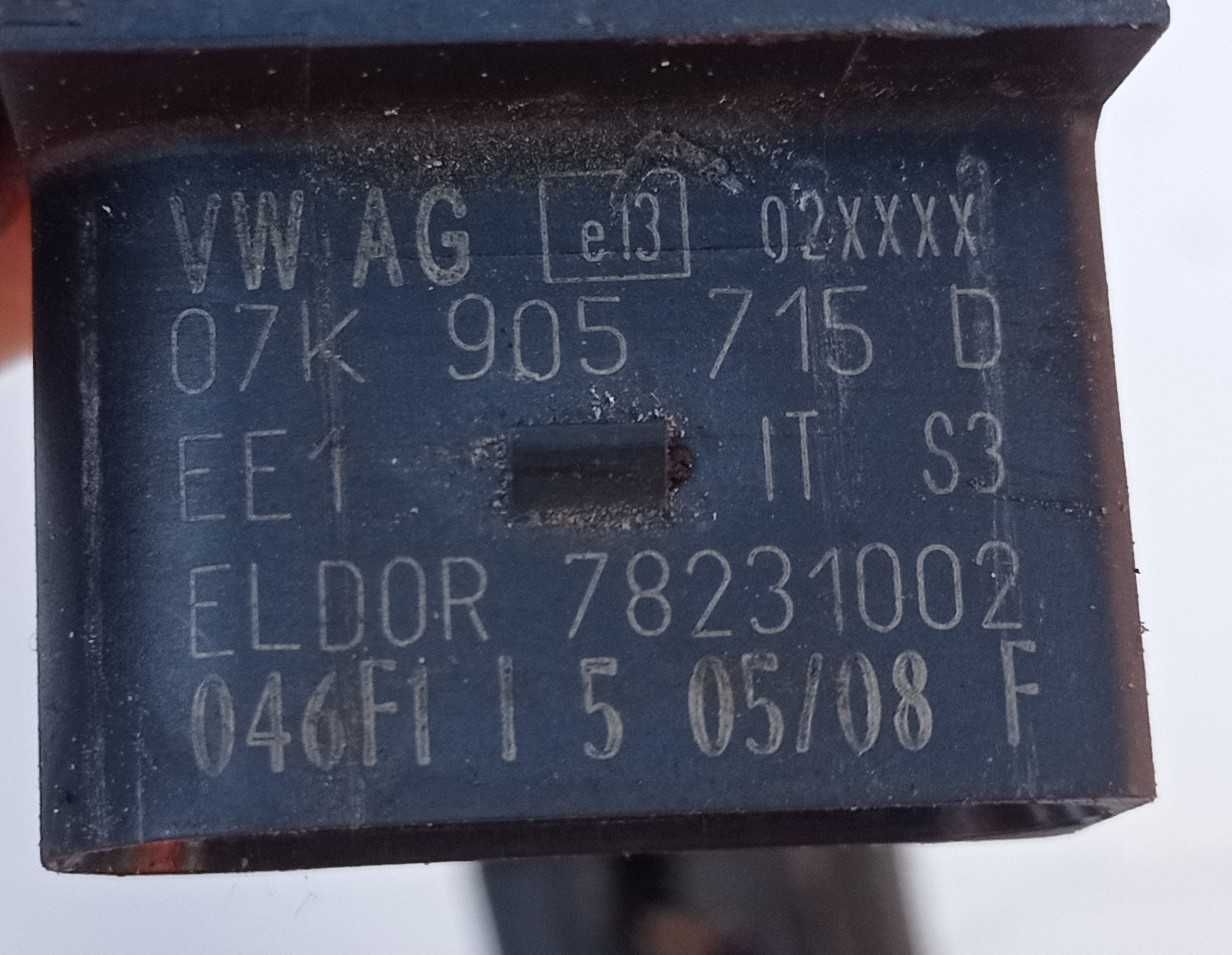 VW AG e13 02XXXX
07K 905 715 D
EE1 IT S3
ELDOR 78231002
046F1 I 5 05/08 F